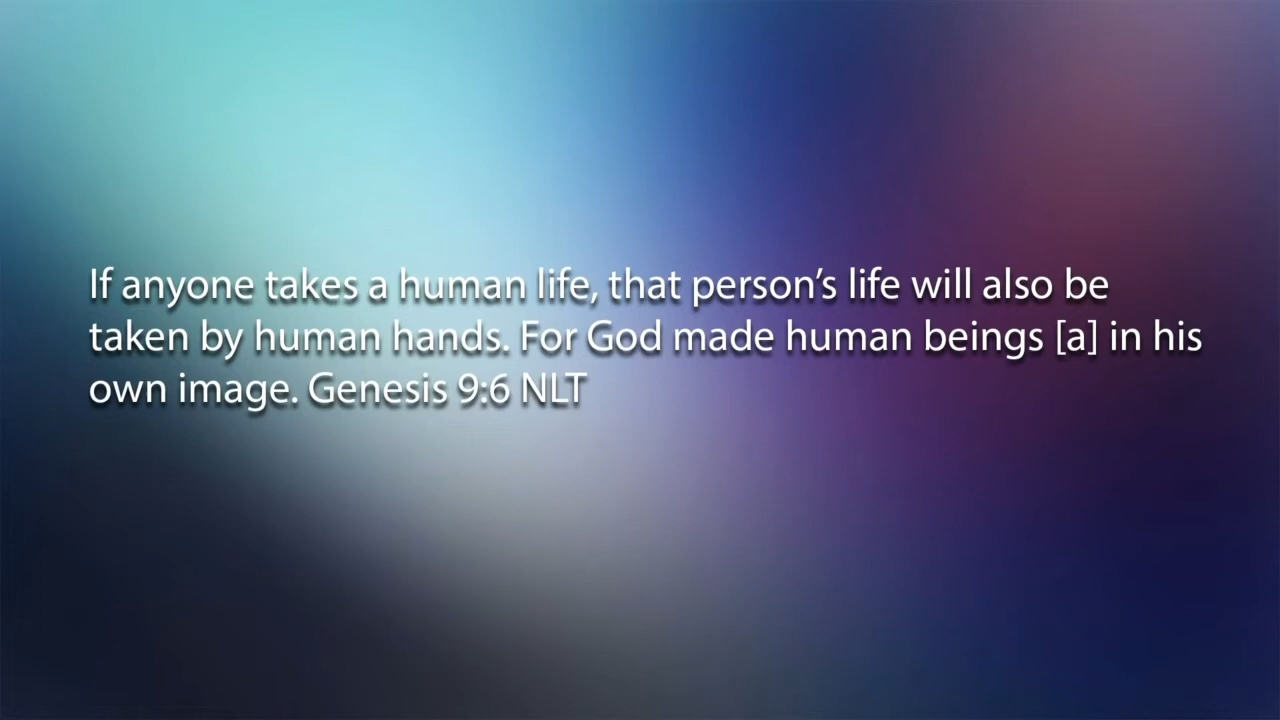 If anyone takes a human life, that person’s life will also be
taken by human hands. For God made human beings [a] in his
own image. Genesis 9:6 NLT